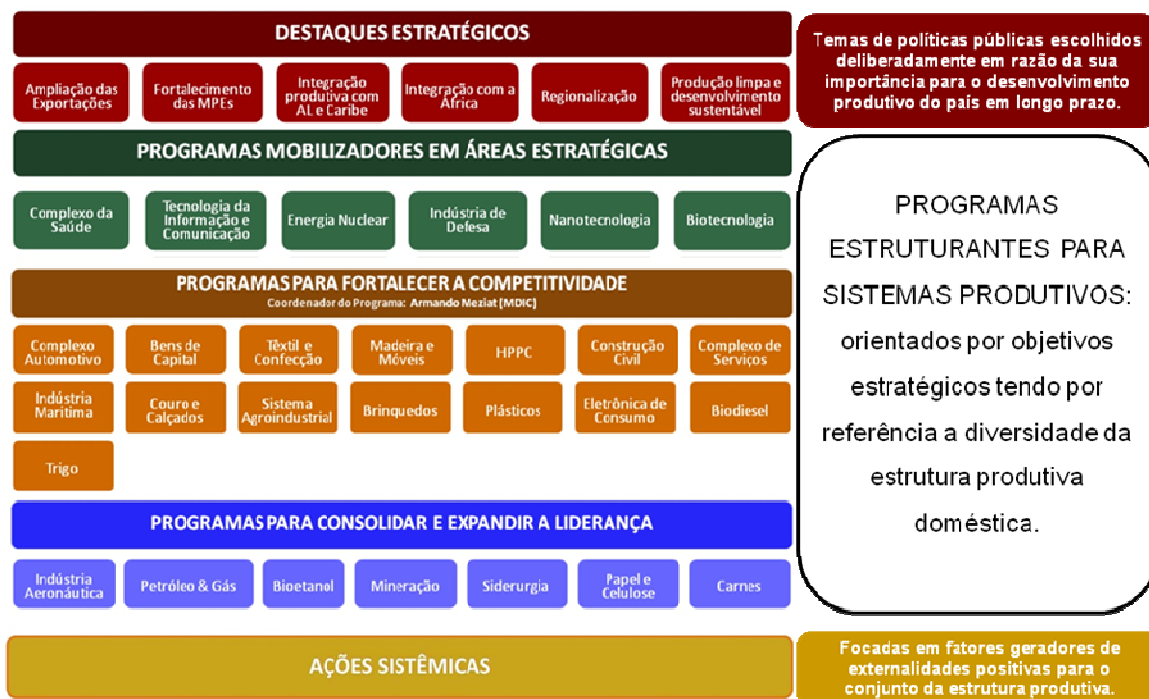 DESTAQUES ESTRATÉGICOS
Temas de políticas públicas escolhidos
deliberadamente em razão da sua
importância para o desenvolvimento
produtivo do país em longo prazo.
Ampliação das
Exportações
Fortalecimento
das MPEs
Integração
produtiva com
AL e Caribe
Integração com a
África
Regionalização
Produção limpa e
desenvolvimento
sustentável
PROGRAMAS MOBILIZADORES EM ÁREAS ESTRATÉGICAS
Complexo da
Saúde
Tecnologia da
Informação e
Comunicação
Energia Nuclear
Indústria de
Defesa
Nanotecnologia
Biotecnologia
PROGRAMAS PARA FORTALECER A COMPETITIVIDADE
Coordenador do Programa: Armando Meziat (MDIC)
Complexo
Automotivo
Bens de
Capital
Têxtil e
Confecção
Madeira e
Móveis
HPPC
Construção
Civil
Complexo de
Serviços
Indústria
Marítima
Couro e
Calçados
Sistema
Agroindustrial
Brinquedos
Plásticos
Eletrônica de
Consumo
Biodiesel
Trigo
PROGRAMAS PARA CONSOLIDAR E EXPANDIR A LIDERANÇA
Indústria
Aeronáutica
Petróleo & Gás
Bioetanol
Mineração
Siderurgia
Papel e
Celulose
Carnes
PROGRAMAS
ESTRUTURANTES PARA
SISTEMAS PRODUTIVOS:
orientados por objetivos
estratégicos tendo por
referência a diversidade da
estrutura produtiva
doméstica.
AÇÕES SISTÊMICAS
Focadas em fatores geradores de
externalidades positivas para o
conjunto da estrutura produtiva.